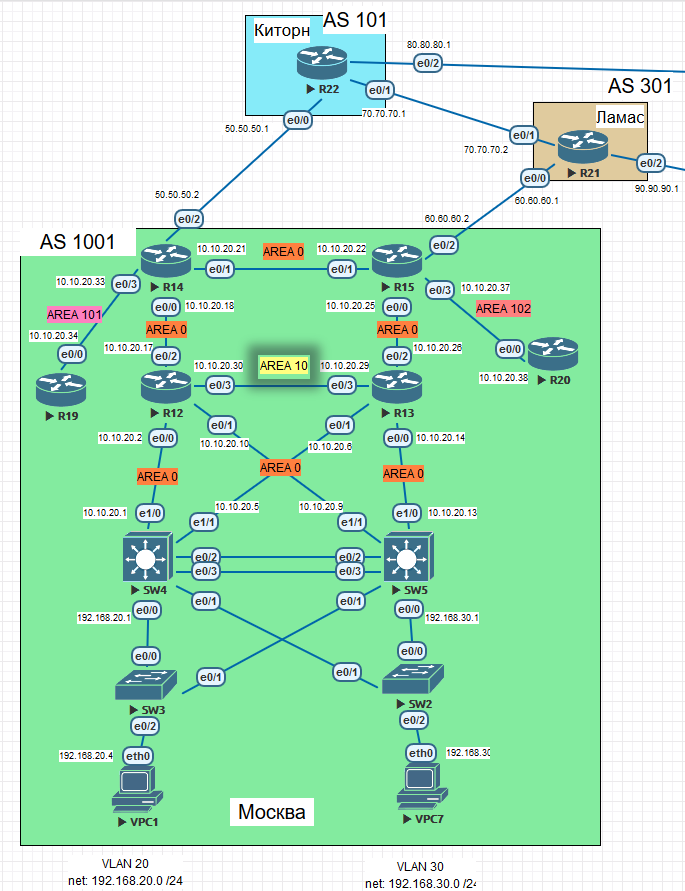 AS 101
Киторн
80.80.80.1
e0/2
R22
e0/1
70.70.70.1
e0/0
50.50.50.1
AS 301
Ламас
e0/1
70.70.70.2
R21
e0/2
90.90.90.1
e0/0
60.60.60.1
50.50.50.2
e0/2
60.60.60.2
e0/2
AS 1001
10.10.20.21
AREA 0
10.10.20.22
e0/1
e0/1
R14
R15
10.10.20.33
e0/3
e0/3
10.10.20.37
e0/0
10.10.20.18
10.10.20.25
e0/0
AREA 101
AREA 102
AREA 0
AREA 0
10.10.20.34
e0/0
10.10.20.17
e0/2
e0/2
10.10.20.26
e0/0
R20
10.10.20.38
R19
10.10.20.30
AREA 10
10.10.20.29
e0/3
e0/3
R12
R13
e0/1
e0/1
10.10.20.2
e0/0
10.10.20.10
10.10.20.6
e0/0
10.10.20.14
AREA 0
AREA 0
AREA 0
10.10.20.1
e1/0
10.10.20.5
10.10.20.9
e1/0
10.10.20.13
e1/1
e1/1
e0/2
e0/2
e0/3
e0/3
SW4
SW5
e0/1
e0/1
e0/0
e0/0
192.168.20.1
192.168.30.1
e0/0
e0/0
e0/1
e0/1
SW3
SW2
e0/2
e0/2
192.168.20.4
eth0
eth0
192.168.30
VPC1
VPC7
Москва
VLAN 20
net: 192.168.20.0 /24
VLAN 30
net: 192.168.30.0 /24